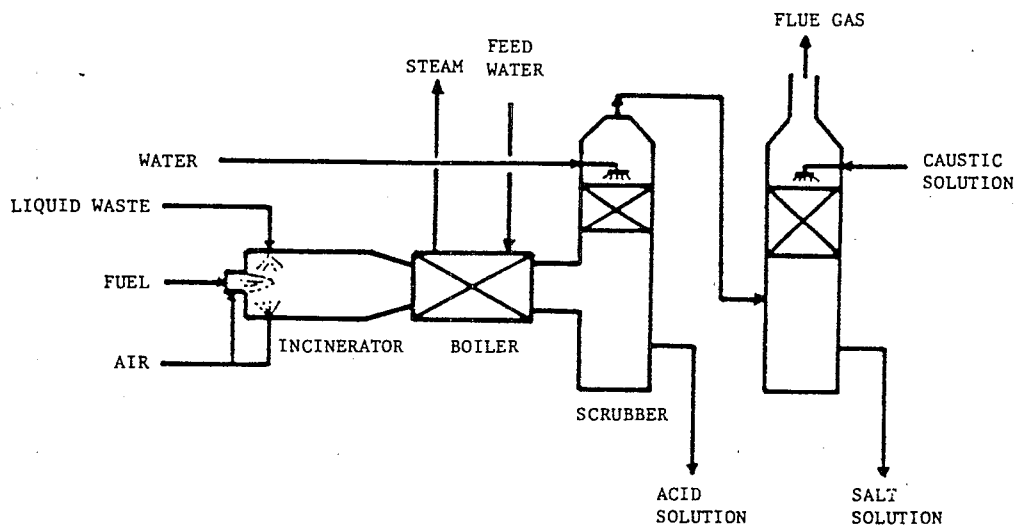 FLUE GAS
FEED
WATER
STEAM
WATER
CAUSTIC
SOLUTION
LIQUID WASTE
FUEL
INCINERATOR
BOILER
AIR
SCRUBBER
ACID
SOLUTION
SALT
SOLUTION